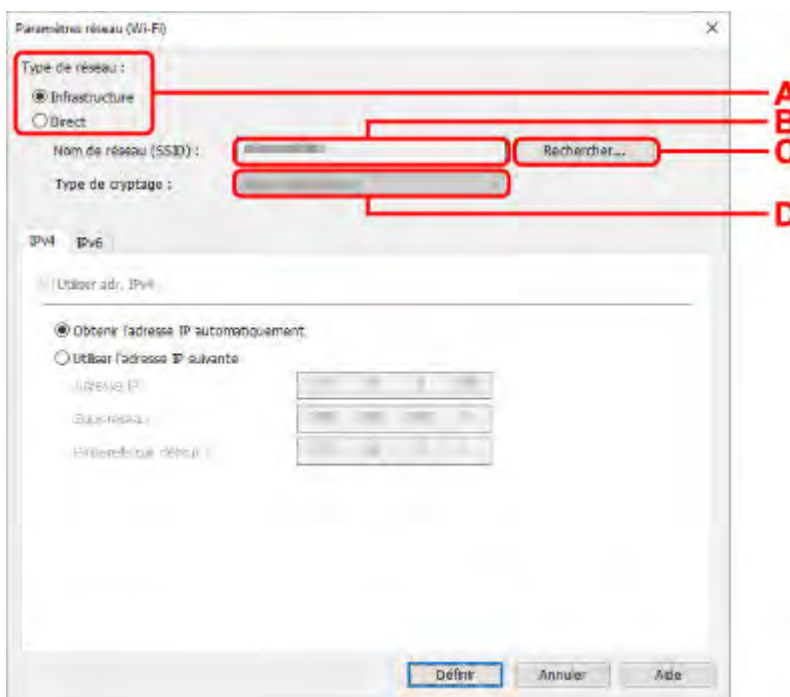 Paramètres réseau (Wi-Fi)
Type de réseau :
Infrastructure
Direct
A
Nom de réseau (SSID) :
B
Rechercher...
C
Type de cryptage :
D
IPv4 IPv6
Utiliser adr. IPv4
Obtenir l'adresse IP automatiquement
Utiliser l'adresse IP suivante
Adresse IP :
Sous-réseau :
Passerelle par défaut :
Définir Annuler Aide